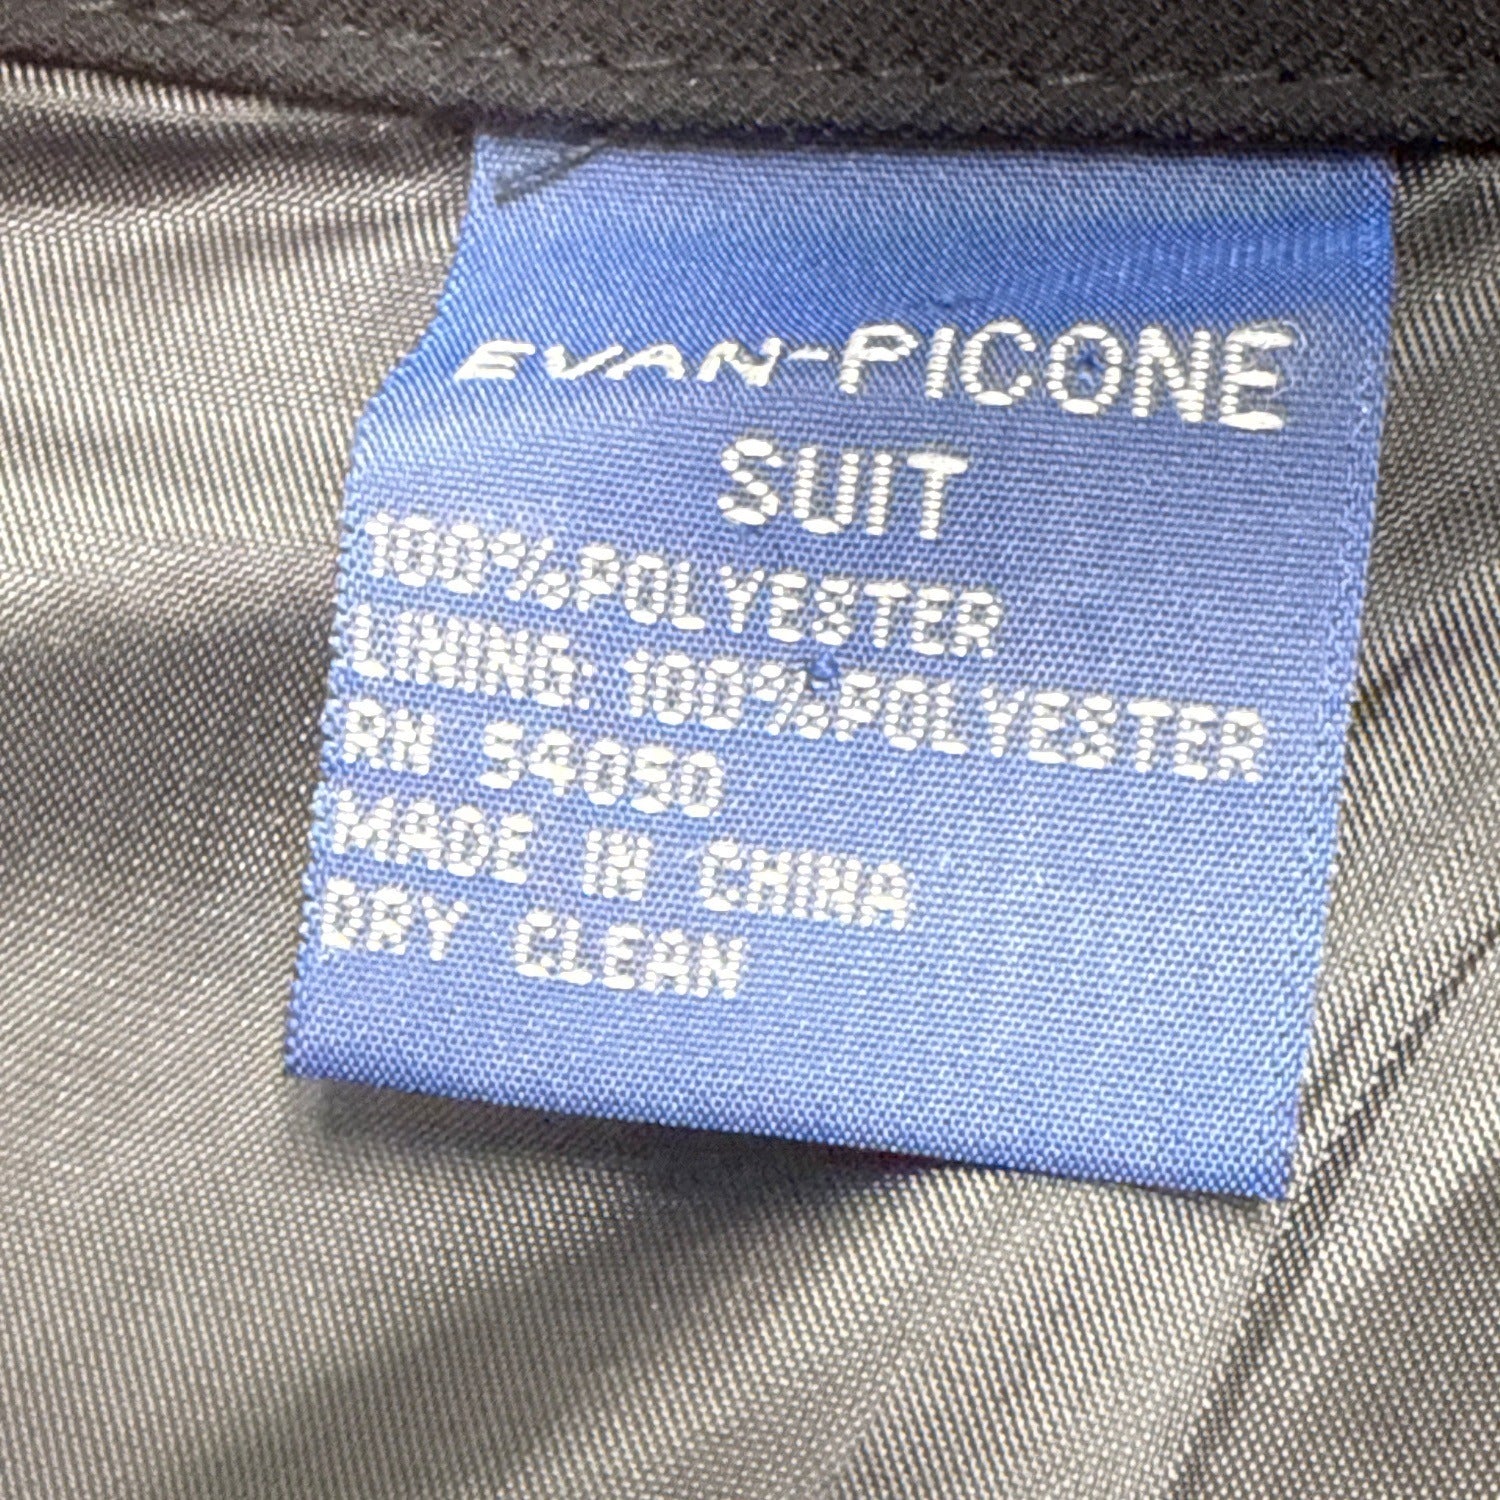 EVAN-PICONE
SUIT
100%POLYESTER
LINING: 100%POLYESTER
RN 54050
MADE IN CHINA
DRY CLEAN